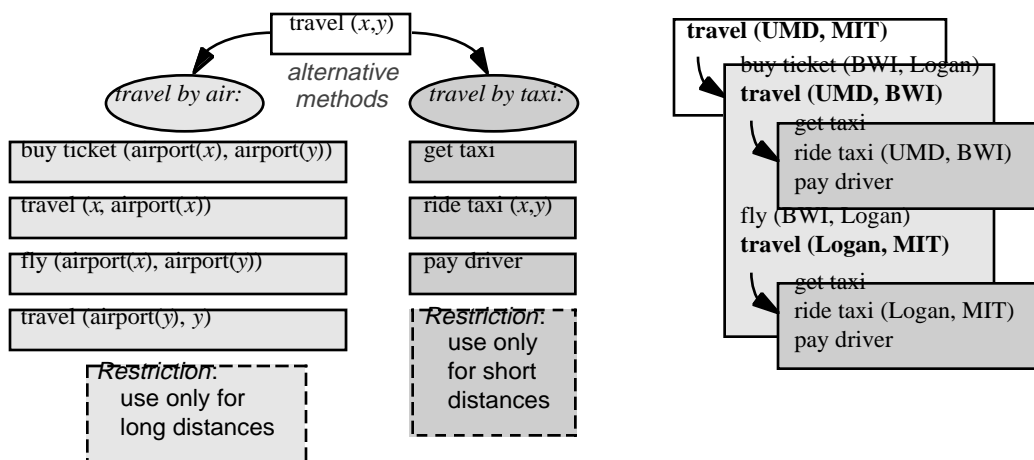 travel (x,y)
alternative
methods
travel by air:
travel by taxi:
buy ticket (airport(x), airport(y))
travel (x, airport(x))
fly (airport(x), airport(y))
travel (airport(y), y)
Restriction:
use only for
long distances
get taxi
ride taxi (x,y)
pay driver
Restriction:
use only
for short
distances
travel (UMD, MIT)
buy ticket (BWI, Logan)
travel (UMD, BWI)
get taxi
ride taxi (UMD, BWI)
pay driver
fly (BWI, Logan)
travel (Logan, MIT)
get taxi
ride taxi (Logan, MIT)
pay driver